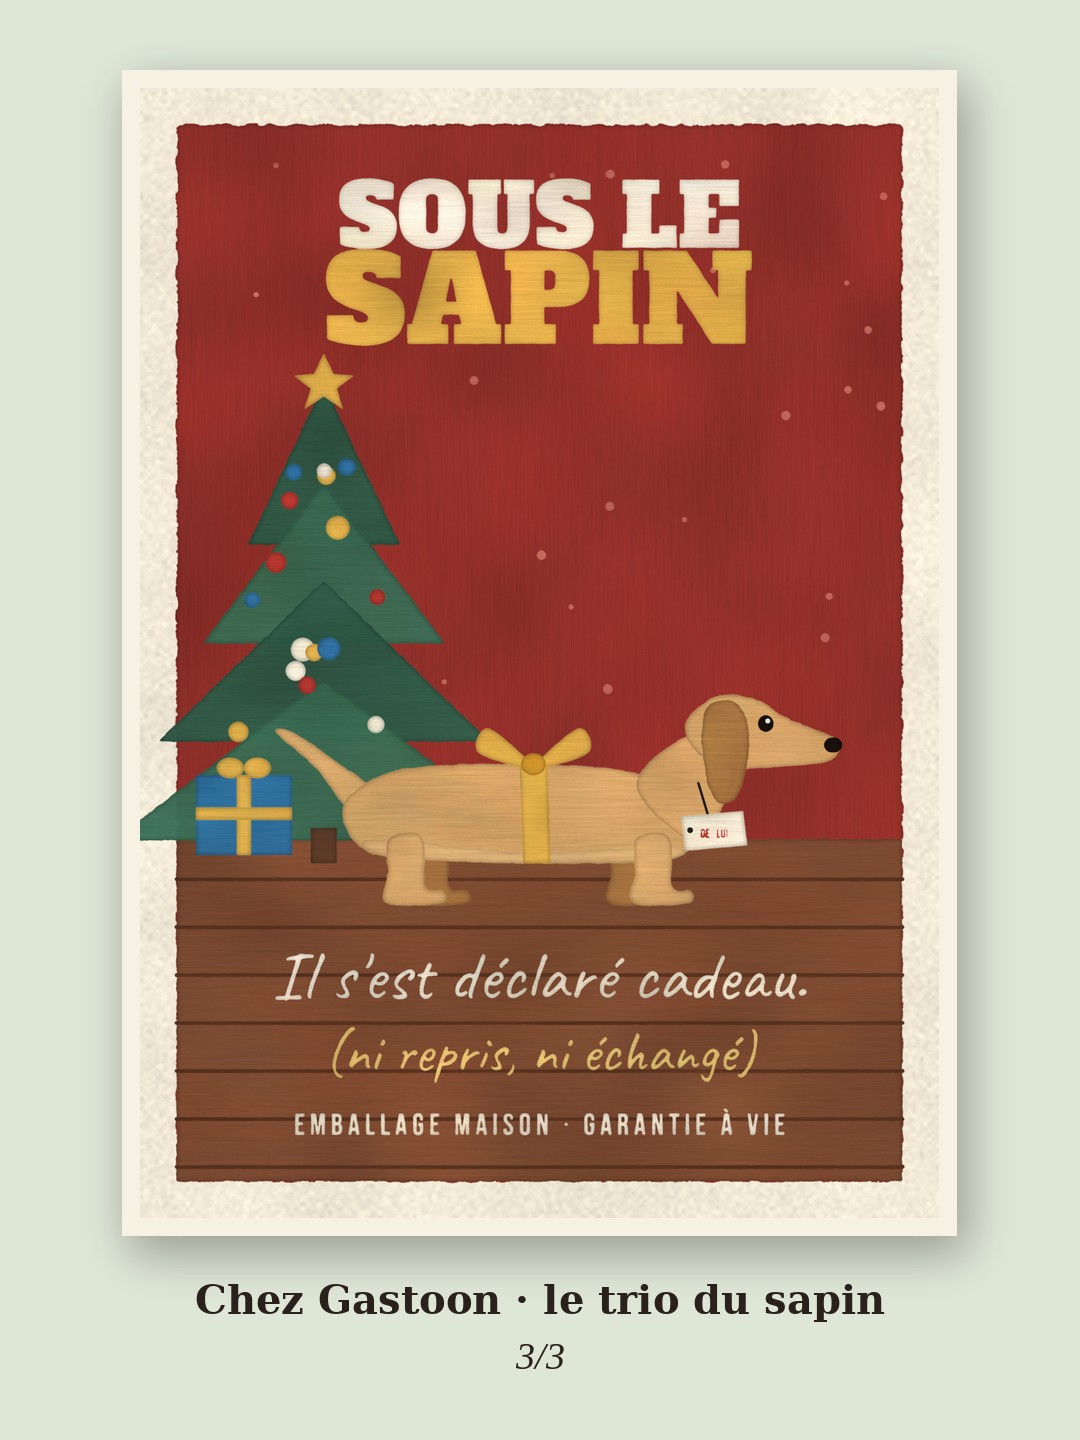 SOUS LE
SAPIN
DE LUI
Il s'est déclaré cadeau.
(ni repris, ni échangé)
EMBALLAGE MAISON · GARANTIE À VIE
Chez Gastoon · le trio du sapin
3/3